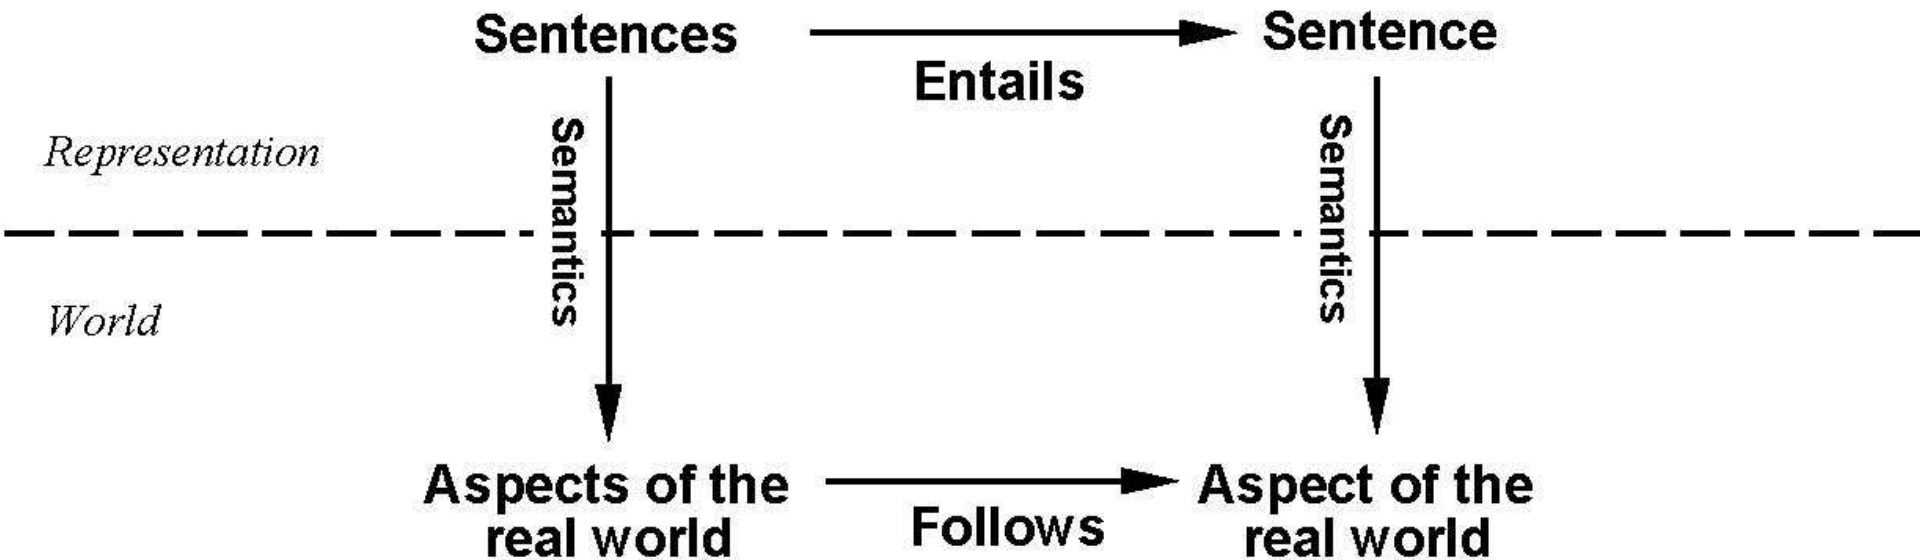 Sentences
Sentence
Entails
Semantics
Semantics
Representation
World
Aspects of the
real world
Follows
Aspect of the
real world